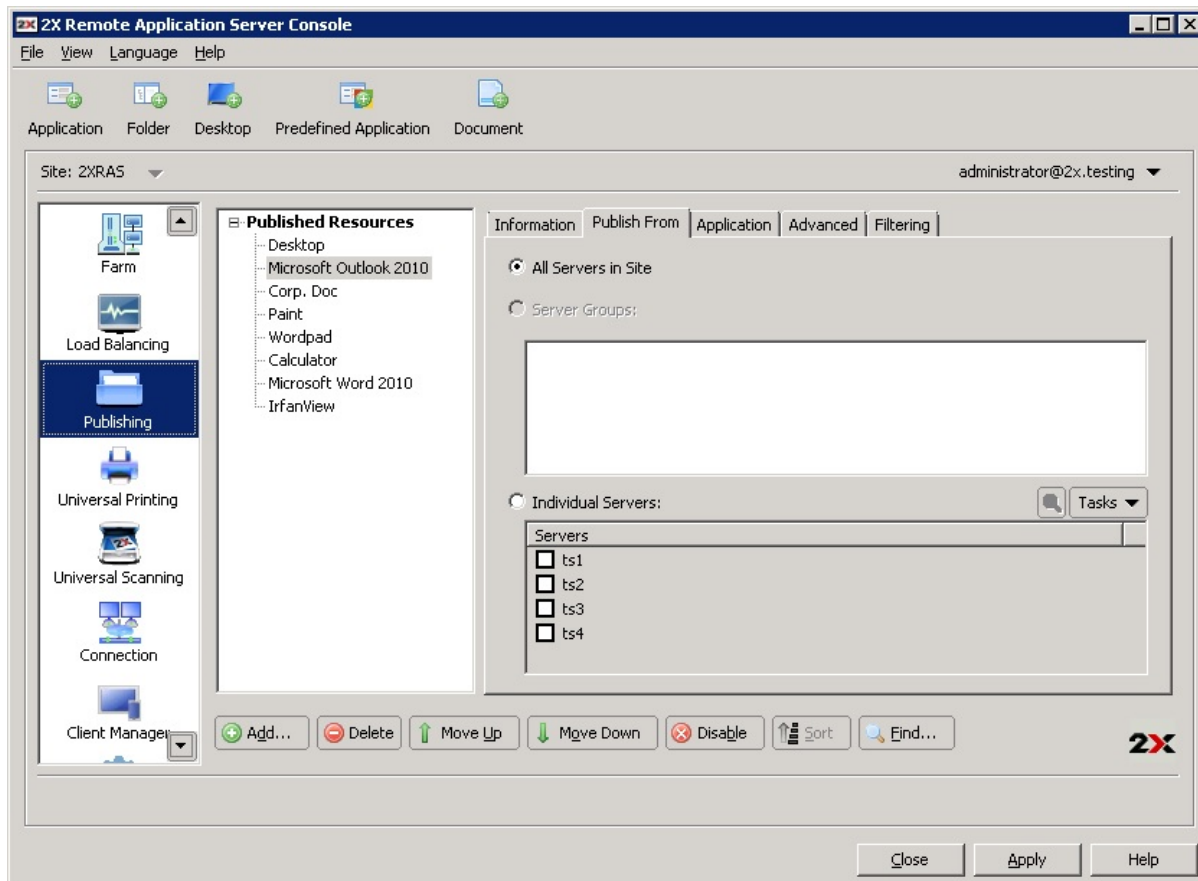 2X 2X Remote Application Server Console
File View Language Help
Application Folder Desktop Predefined Application Document
Site: 2XRAS administrator@2x.testing
Farm
Load Balancing
Publishing
Universal Printing
2X
Universal Scanning
Connection
Client Manager
Published Resources
Desktop
Microsoft Outlook 2010
Corp. Doc
Paint
Wordpad
Calculator
Microsoft Word 2010
IrfanView
Information Publish From Application Advanced Filtering
All Servers in Site
Server Groups:
Individual Servers: Tasks
Servers
ts1
ts2
ts3
ts4
Add... Delete Move Up Move Down Disable Sort Find...
2X
Close Apply Help